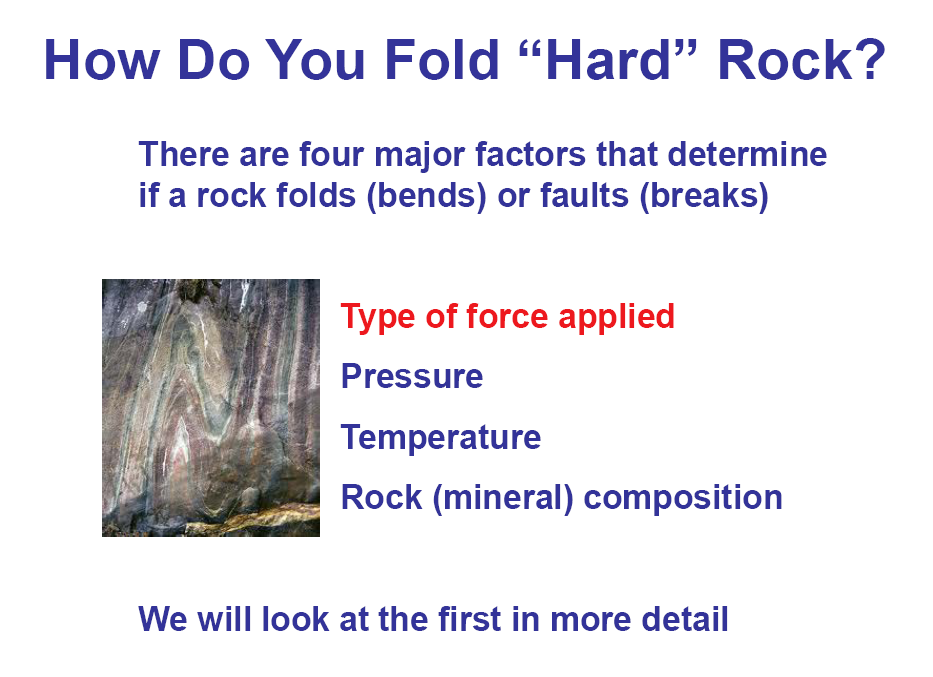 How Do You Fold “Hard” Rock?
There are four major factors that determine
if a rock folds (bends) or faults (breaks)
Type of force applied
Pressure
Temperature
Rock (mineral) composition
We will look at the first in more detail